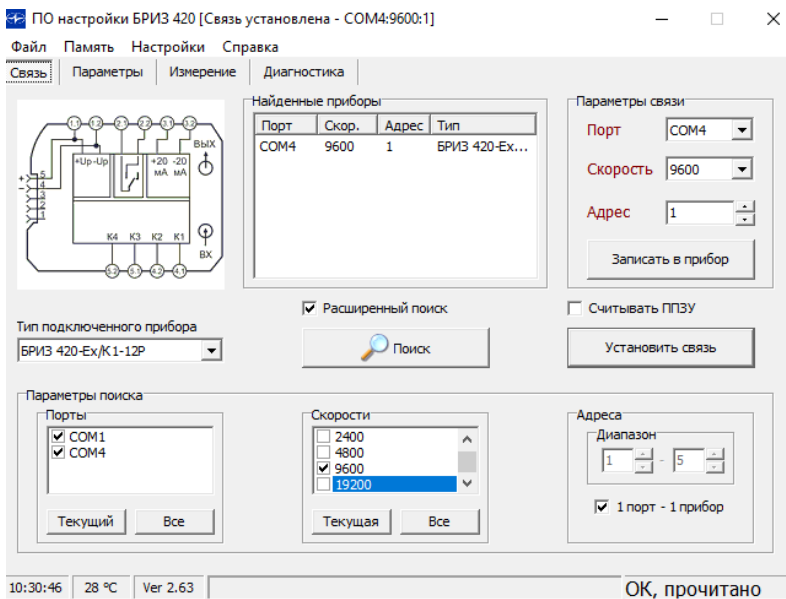 ПО настройки БРИЗ 420 [Связь установлена - COM4:9600:1]
Файл Память Настройки Справка
Связь Параметры Измерение Диагностика
1.1 1.2 2.1 2.2 3.1 3.2
ВЫХ
+Up -Up +20 мА -20 мА
+ 5
- 4
3
2
1
К4 К3 К2 К1
ВХ
5.2 5.1 4.2 4.1
Найденные приборы
Порт Скор. Адрес Тип
COM4 9600 1 БРИЗ 420-Ex...
Параметры связи
Порт COM4
Скорость 9600
Адрес 1
Записать в прибор
Тип подключенного прибора
БРИЗ 420-Ex/К1-12Р
Расширенный поиск
Поиск
Считывать ППЗУ
Установить связь
Параметры поиска
Порты
COM1
COM4
Текущий Все
Скорости
2400
4800
9600
19200
Текущая Все
Адреса
Диапазон
1 - 5
1 порт - 1 прибор
10:30:46 28 ºC Ver 2.63 ОК, прочитано